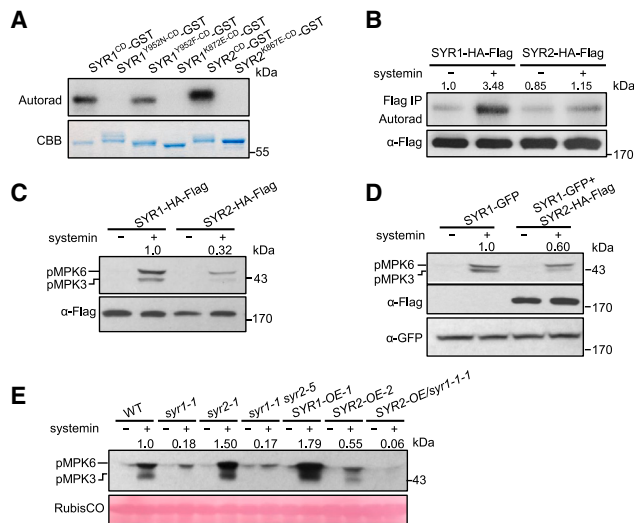 A
SYR1CD-GST
SYR1Y952N-CD-GST
SYR1Y952F-CD-GST
SYR1K872E-CD-GST
SYR2CD-GST
SYR2K867E-CD-GST
kDa
Autorad
CBB
55
B
SYR1-HA-Flag SYR2-HA-Flag
systemin – + – + kDa
1.0 3.48 0.85 1.15
Flag IP
Autorad
α-Flag
170
C
SYR1-HA-Flag
SYR2-HA-Flag
systemin – + – +
1.0 0.32 kDa
pMPK6
pMPK3
43
α-Flag
170
D
SYR1-GFP
SYR1-GFP+
SYR2-HA-Flag
systemin – + – +
1.0 0.60 kDa
pMPK6
pMPK3
43
α-Flag
170
α-GFP
170
E
WT
syr1-1
syr2-1
syr1-1 syr2-5
SYR1-OE-1
SYR2-OE-2
SYR2-OE/syr1-1-1
systemin – + – + – + – + – + – + – +
1.0 0.18 1.50 0.17 1.79 0.55 0.06 kDa
pMPK6
pMPK3
43
RubisCO